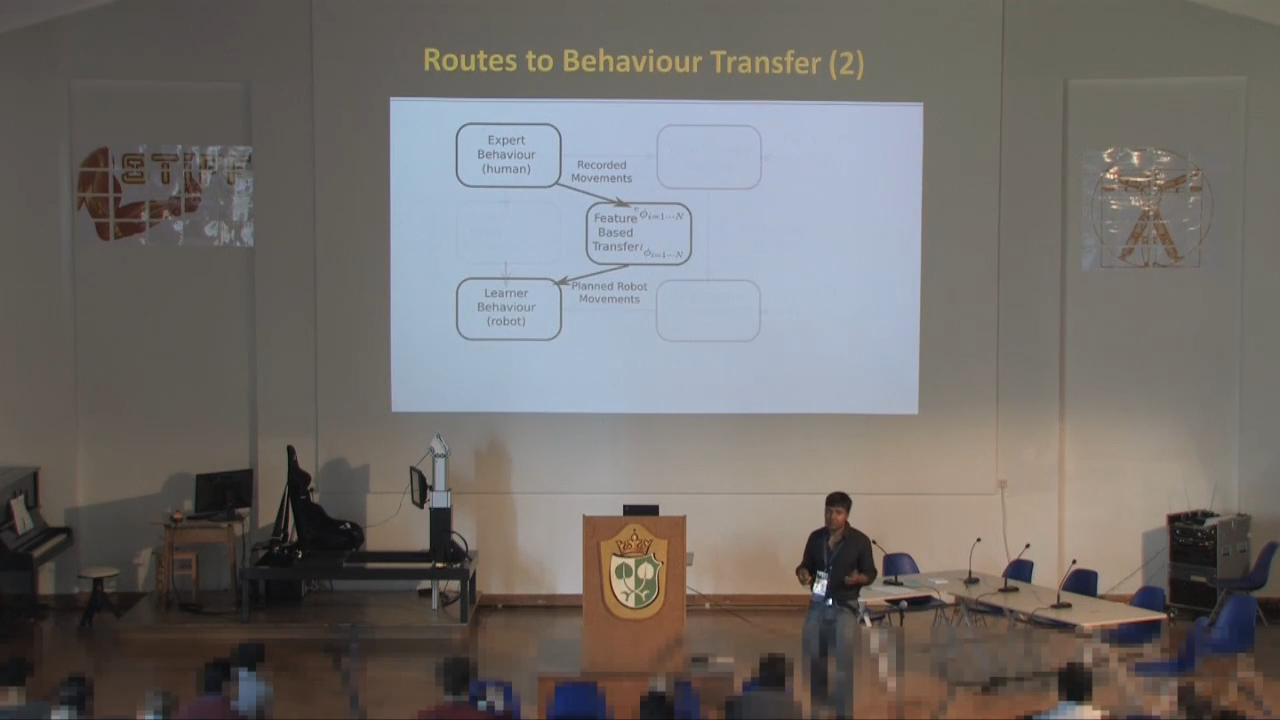 Routes to Behaviour Transfer (2)
Expert
Behaviour
(human)
Recorded
Movements
Feature
Based
Transfer
Planned Robot
Movements
Learner
Behaviour
(robot)
STIFF